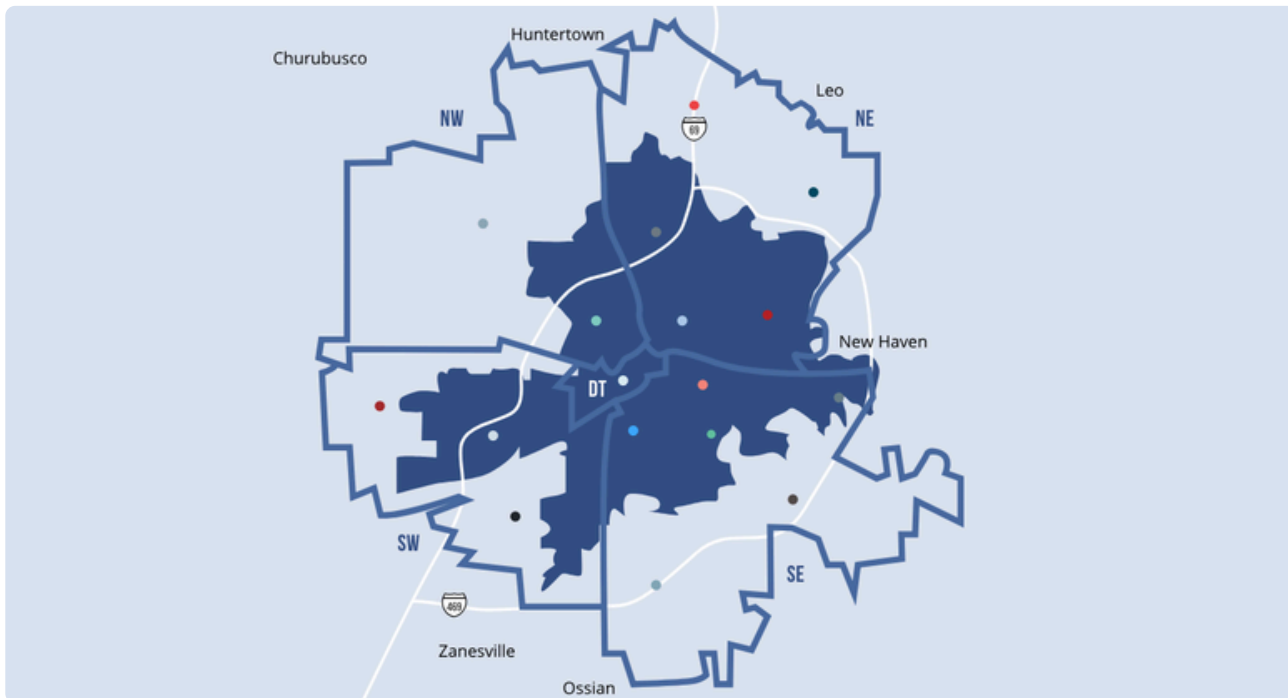 Huntertown
Churubusco
Leo
NW
NE
69
New Haven
DT
SW
SE
469
Zanesville
Ossian